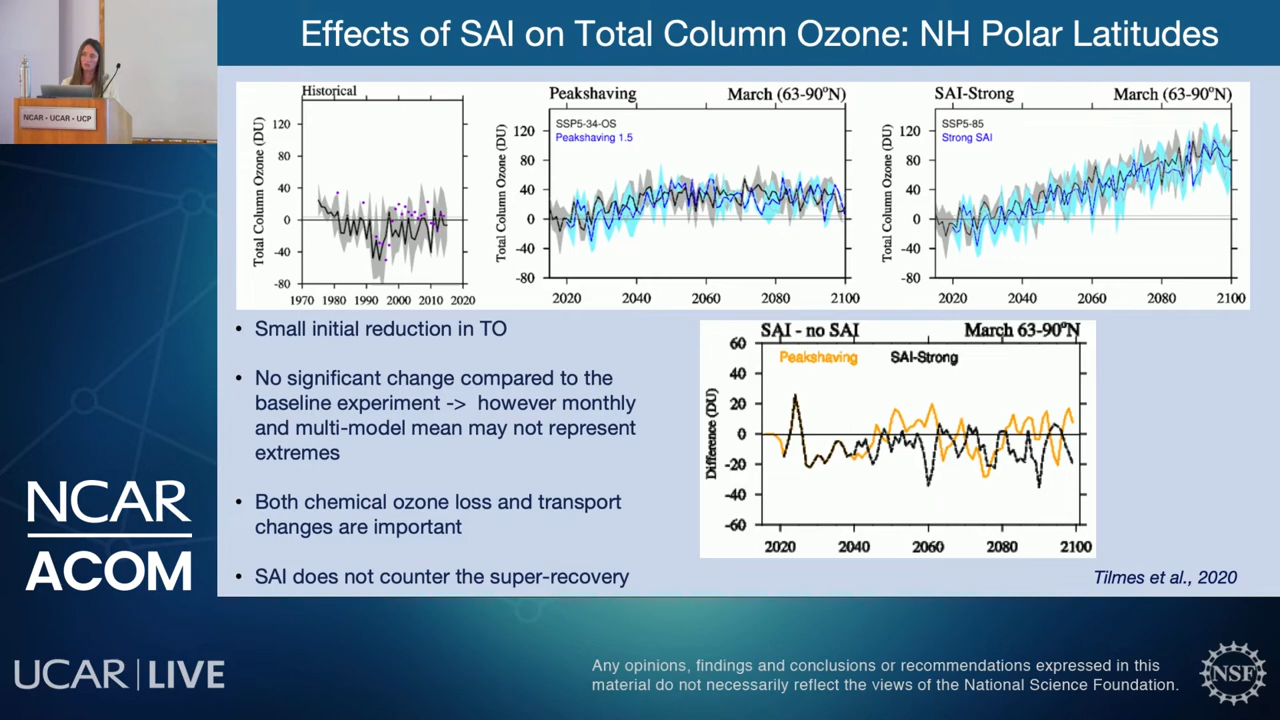 Effects of SAI on Total Column Ozone: NH Polar Latitudes
NCAR • UCAR • UCP
Historical
Total Column Ozone (DU)
120
80
40
0
-40
-80
1970 1980 1990 2000 2010 2020
Peakshaving March (63-90°N)
SSP5-34-OS
Peakshaving 1.5
Total Column Ozone (DU)
120
80
40
0
-40
-80
2020 2040 2060 2080 2100
SAI-Strong March (63-90°N)
SSP5-85
Strong SAI
Total Column Ozone (DU)
120
80
40
0
-40
-80
2020 2040 2060 2080 2100
• Small initial reduction in TO
• No significant change compared to the
baseline experiment -> however monthly
and multi-model mean may not represent
extremes
• Both chemical ozone loss and transport
changes are important
• SAI does not counter the super-recovery
SAI - no SAI March 63-90°N
Peakshaving SAI-Strong
Difference (DU)
60
40
20
0
-20
-40
-60
2020 2040 2060 2080 2100
Tilmes et al., 2020
NCAR
ACOM
UCAR | LIVE
Any opinions, findings and conclusions or recommendations expressed in this
material do not necessarily reflect the views of the National Science Foundation.
NSF